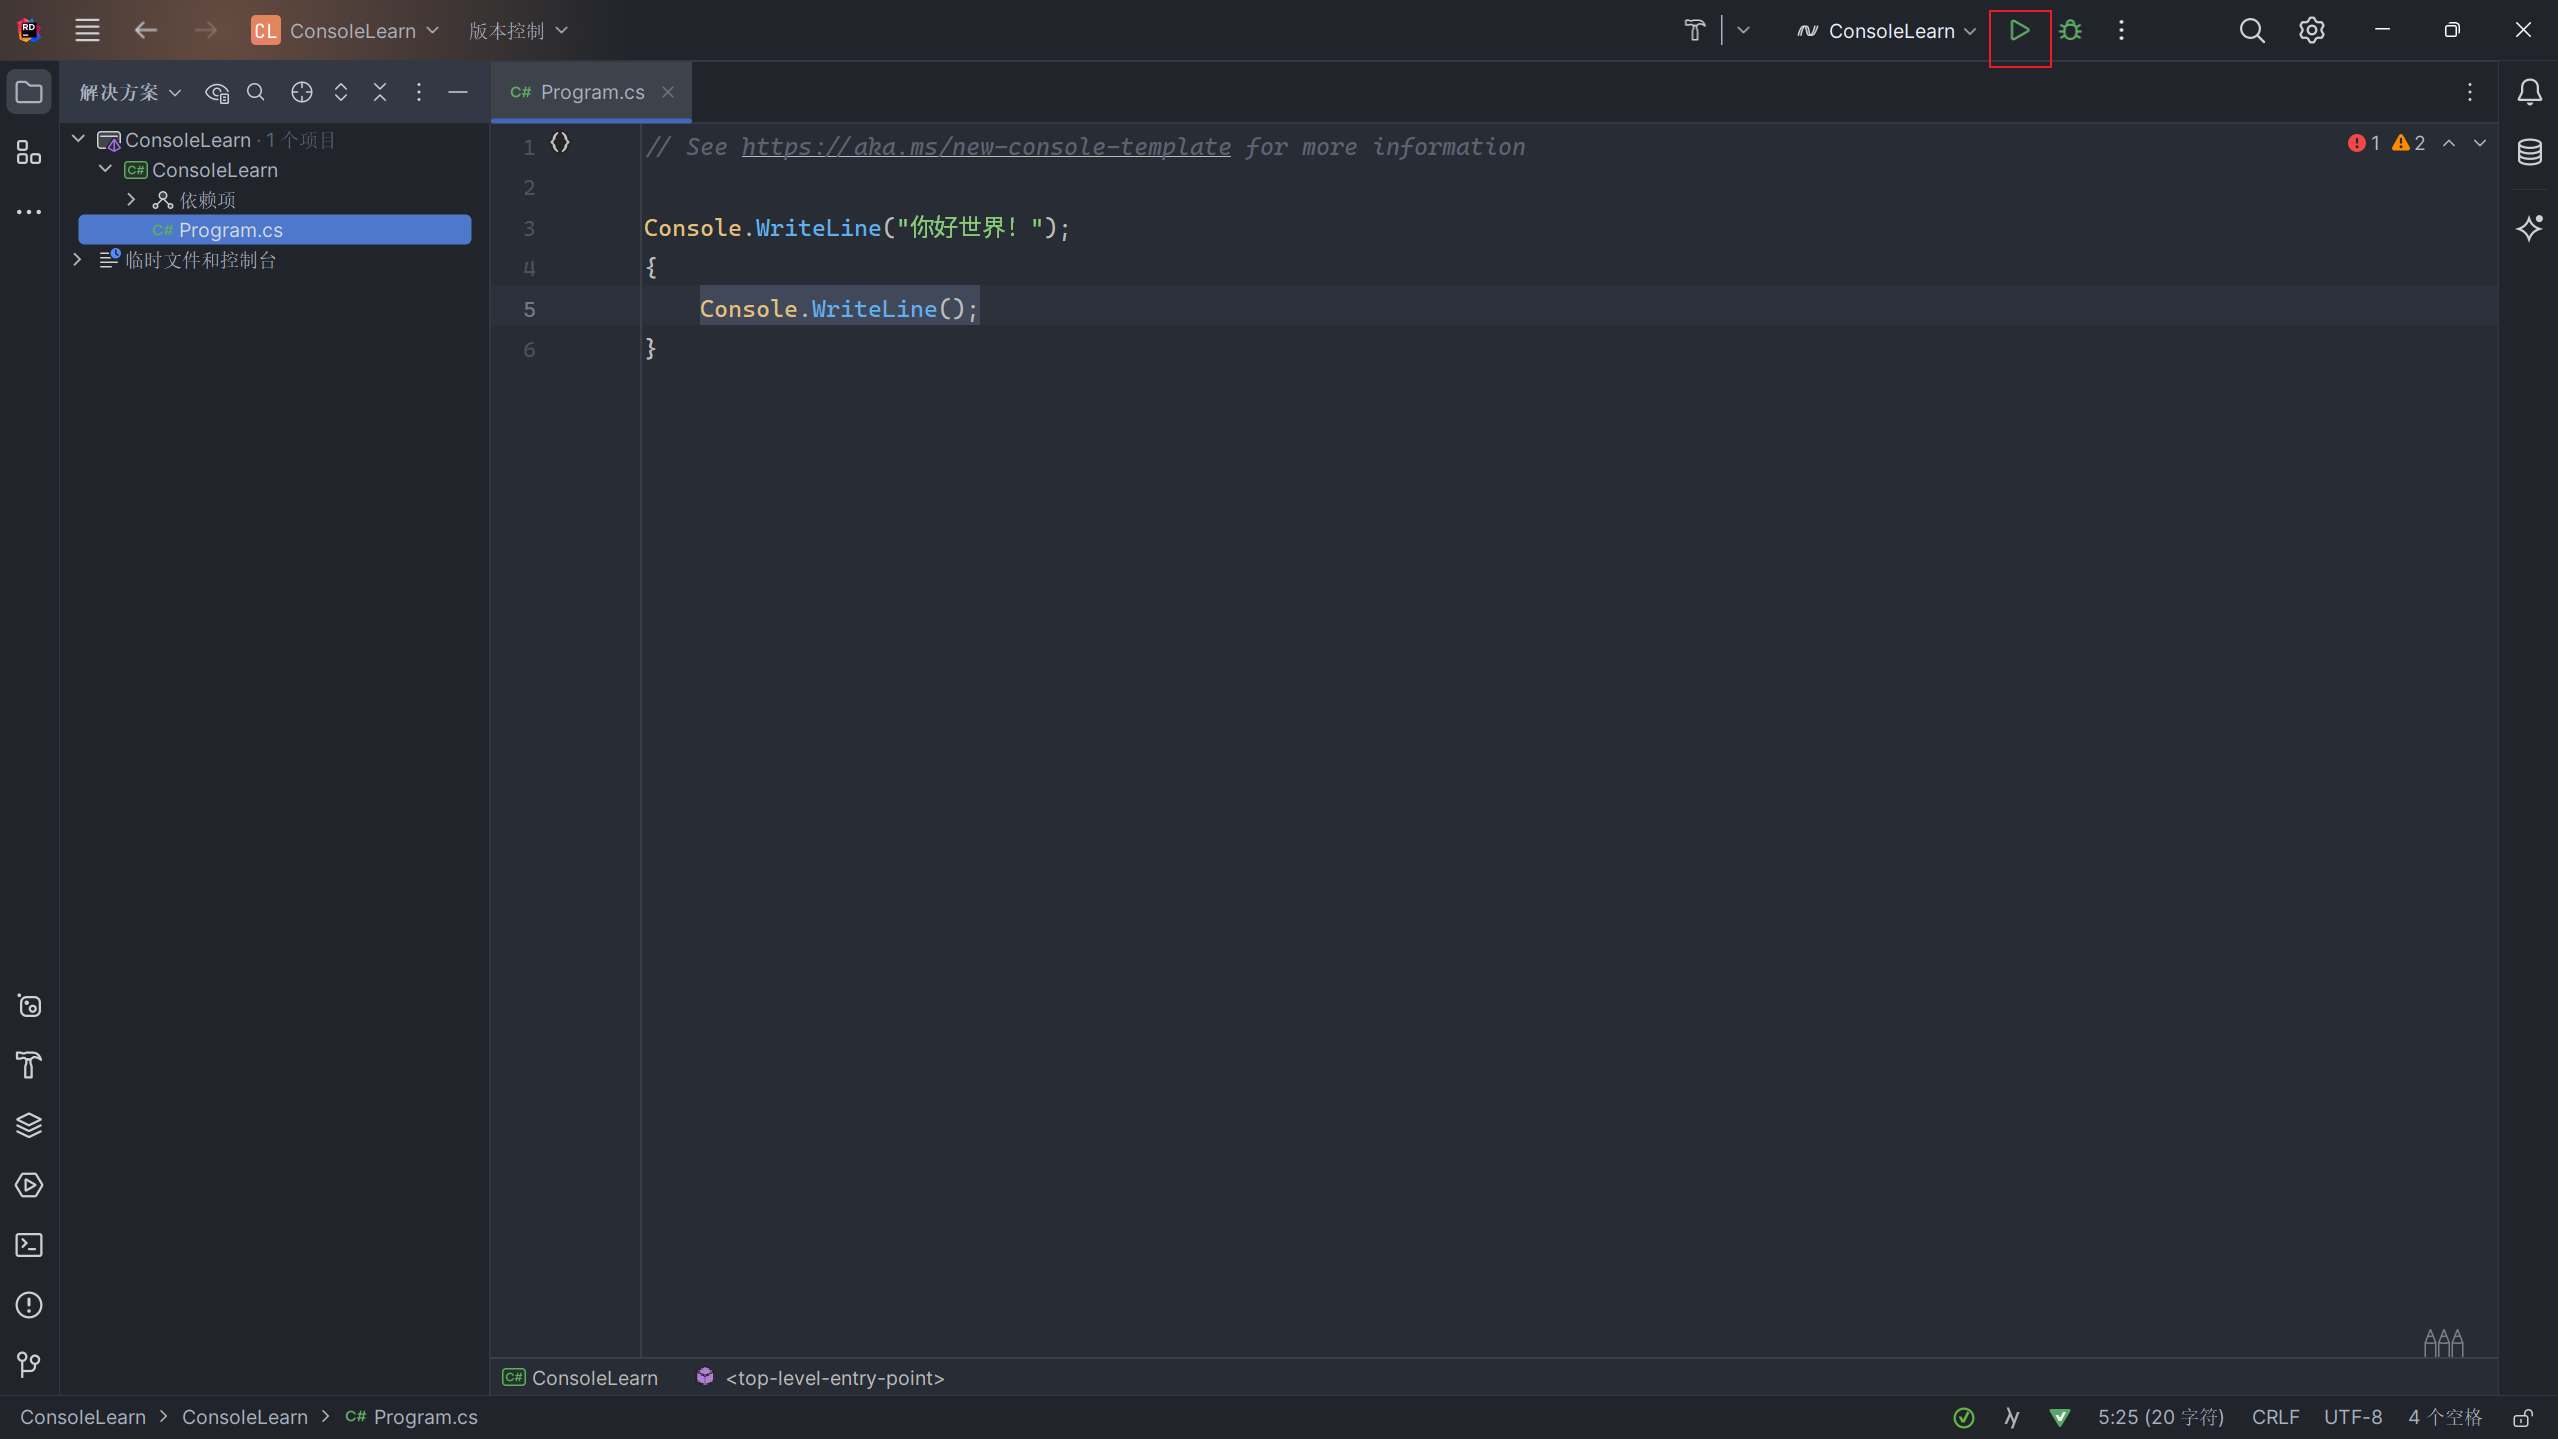 CL ConsoleLearn 版本控制 ConsoleLearn
解决方案
C# Program.cs
ConsoleLearn · 1 个项目
C# ConsoleLearn
依赖项
C# Program.cs
临时文件和控制台
1 // See https://aka.ms/new-console-template for more information
2
3 Console.WriteLine("你好世界！");
4 {
5 Console.WriteLine();
6 }
1 2
C# ConsoleLearn <top-level-entry-point>
ConsoleLearn > ConsoleLearn > C# Program.cs
5:25 (20 字符) CRLF UTF-8 4 个空格